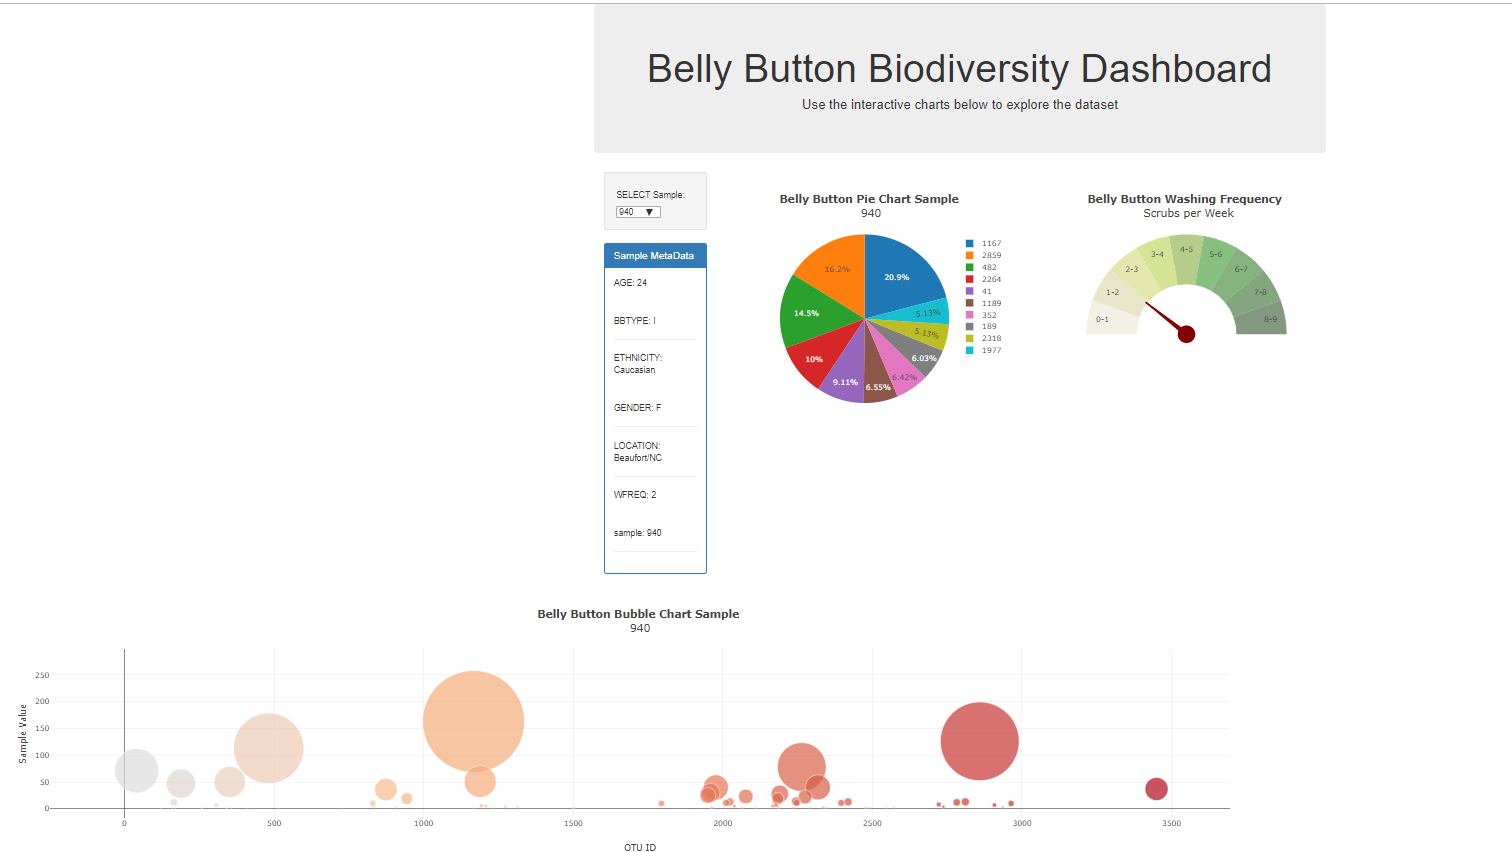 Belly Button Biodiversity Dashboard
Use the interactive charts below to explore the dataset
SELECT Sample:
940
Sample MetaData
AGE: 24
BBTYPE: I
ETHNICITY:
Caucasian
GENDER: F
LOCATION:
Beaufort/NC
WFREQ: 2
sample: 940
Belly Button Pie Chart Sample
940
20.9%
16.2%
14.5%
10%
9.11%
6.55%
6.42%
6.03%
5.13%
5.13%
1167
2859
482
2264
41
1189
352
189
2318
1977
Belly Button Washing Frequency
Scrubs per Week
0-1
1-2
2-3
3-4
4-5
5-6
6-7
7-8
8-9
Belly Button Bubble Chart Sample
940
Sample Value
250
200
150
100
50
0
0
500
1000
1500
2000
2500
3000
3500
OTU ID